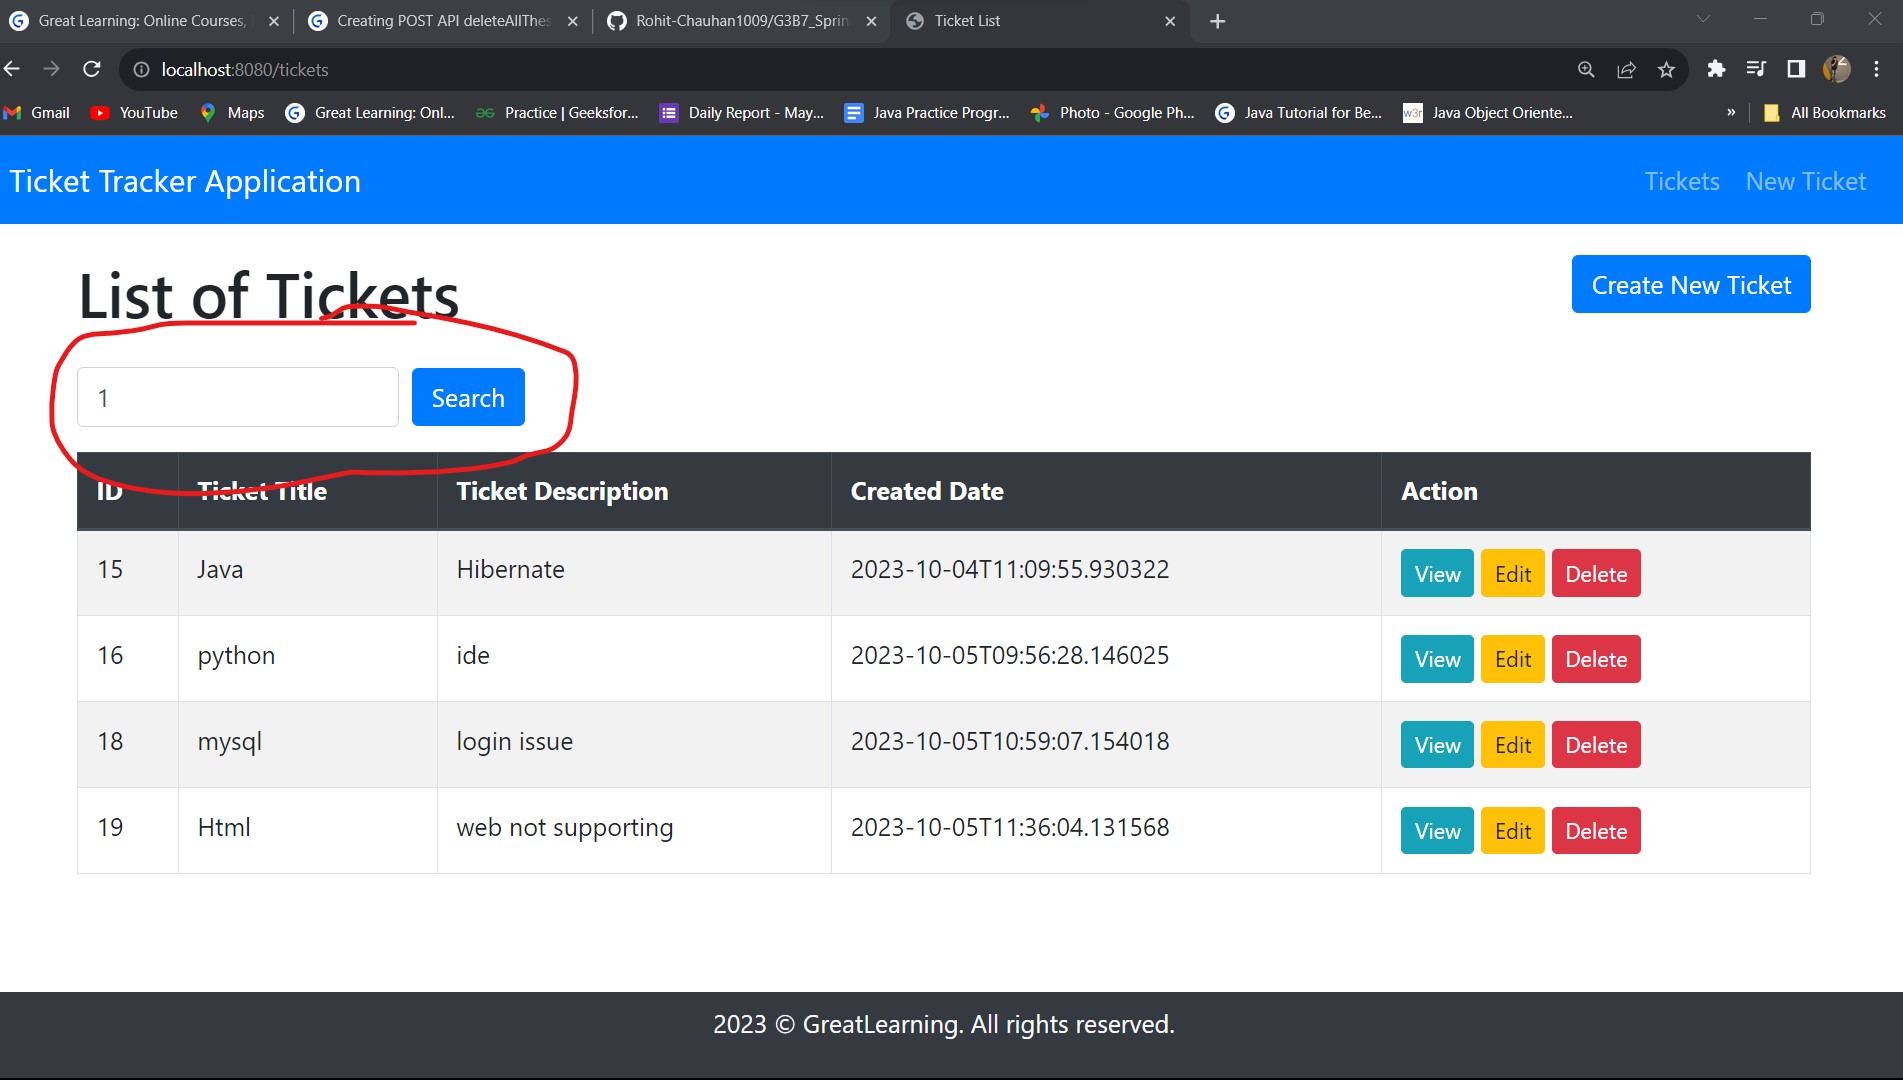 Great Learning: Online Courses,
Creating POST API deleteAllThes
Rohit-Chauhan1009/G3B7_Sprin
Ticket List
localhost:8080/tickets
Gmail
YouTube
Maps
Great Learning: Onl...
Practice | Geeksfor...
Daily Report - May...
Java Practice Progr...
Photo - Google Ph...
Java Tutorial for Be...
w3r
Java Object Oriente...
»
All Bookmarks
Ticket Tracker Application
Tickets
New Ticket
List of Tickets
Create New Ticket
1
Search
ID
Ticket Title
Ticket Description
Created Date
Action
15 Java Hibernate 2023-10-04T11:09:55.930322 View Edit Delete
16 python ide 2023-10-05T09:56:28.146025 View Edit Delete
18 mysql login issue 2023-10-05T10:59:07.154018 View Edit Delete
19 Html web not supporting 2023-10-05T11:36:04.131568 View Edit Delete
2023 © GreatLearning. All rights reserved.